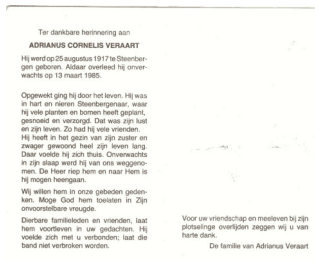 Ter dankbare herinnering aan
ADRIANUS CORNELIS VERAART
Hij werd op 25 augustus 1917 te Steenber-
gen geboren. Aldaar overleed hij onver-
wachts op 13 maart 1985.
Opgewekt ging hij door het leven. Hij was
in hart en nieren Steenbergenaar, waar
hij vele planten en bomen heeft geplant,
gesnoeid en verzorgd. Dat was zijn lust
en zijn leven. Zo had hij vele vrienden.
Hij heeft in het gezin van zijn zuster en
zwager gewoond heel zijn leven lang.
Daar voelde hij zich thuis. Onverwachts
in zijn slaap werd hij van ons weggeno-
men. De Heer riep hem en naar Hem is
hij mogen heengaan.
Wij willen hem in onze gebeden geden-
ken. Moge God hem toelaten in Zijn
onvoorstelbare vreugde.
Dierbare familieleden en vrienden, laat
hem voortleven in uw gedachten. Hij
voelde zich met u verbonden; laat die
band niet verbroken worden.
Voor uw vriendschap en meeleven bij zijn
plotselinge overlijden zeggen wij u van
harte dank.
De familie van Adrianus Veraart